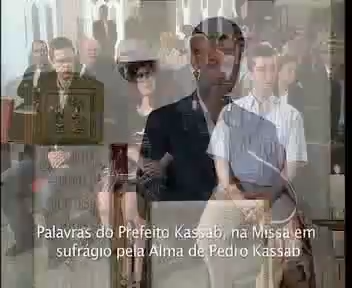 Palavras do Prefeito Kassab, na Missa em
sufrágio pela Alma de Pedro Kassab